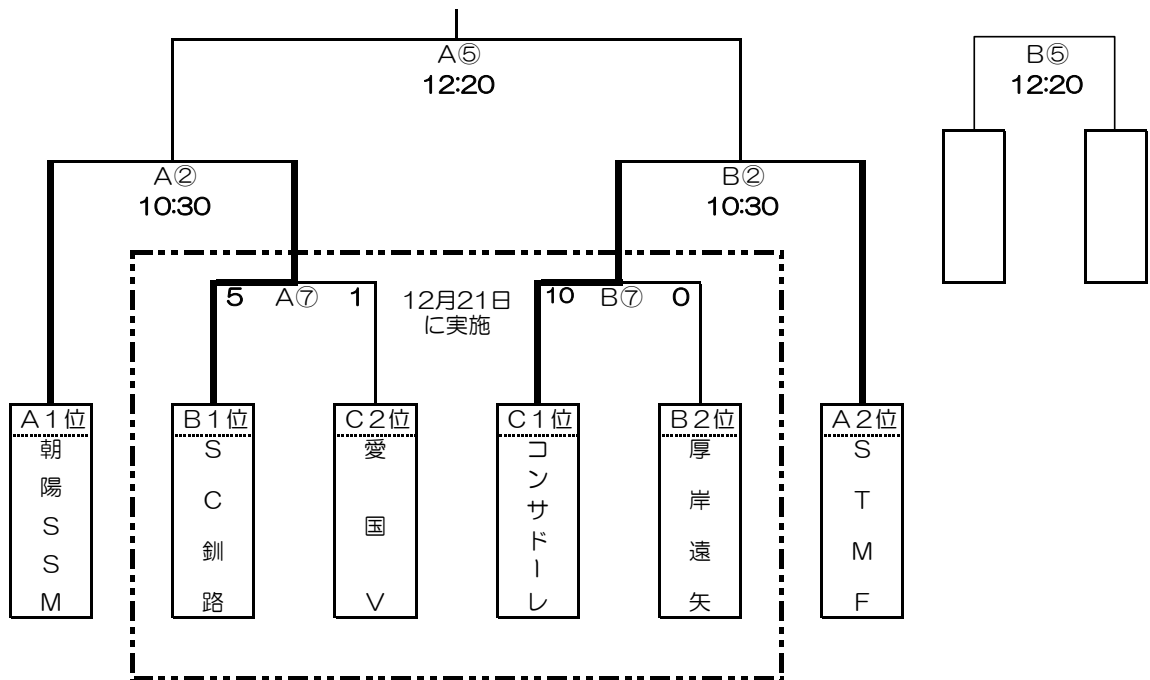 A⑤
12:20
B⑤
12:20
A②
10:30
B②
10:30
5 A⑦ 1
12月21日
に実施
10 B⑦ 0
A1位
朝陽SSM
B1位
SC釧路
C2位
愛国V
C1位
コンサドーレ
B2位
厚岸遠矢
A2位
STMF